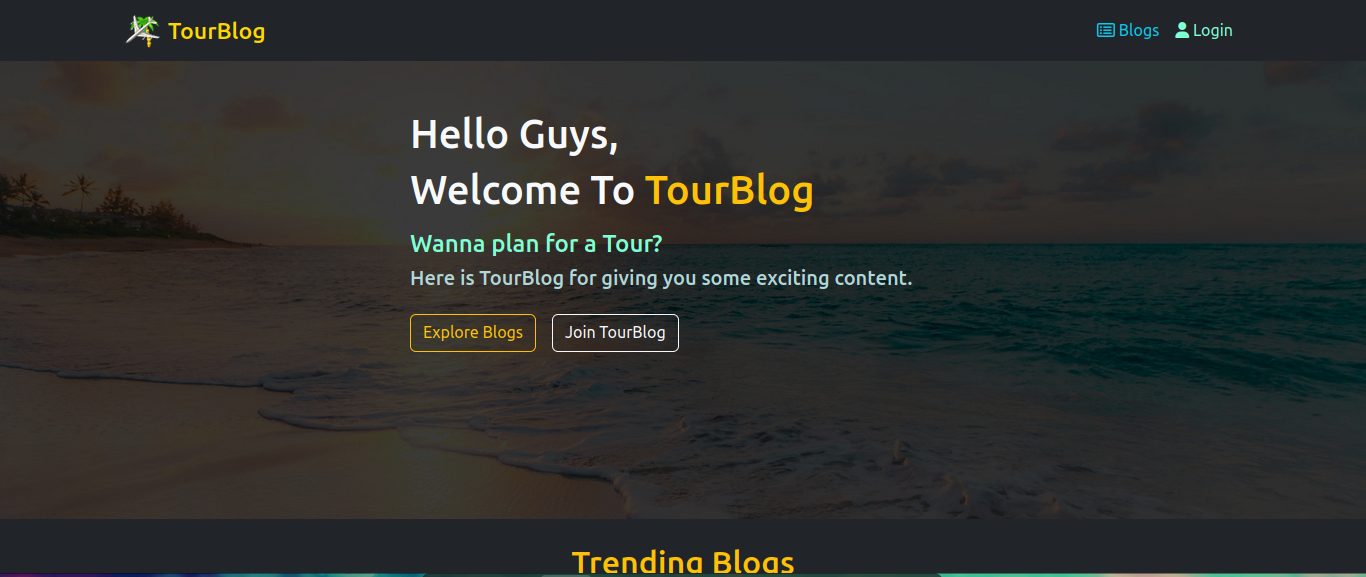 TourBlog
Blogs
Login
Hello Guys,
Welcome To TourBlog
Wanna plan for a Tour?
Here is TourBlog for giving you some exciting content.
Explore Blogs
Join TourBlog
Trending Blogs